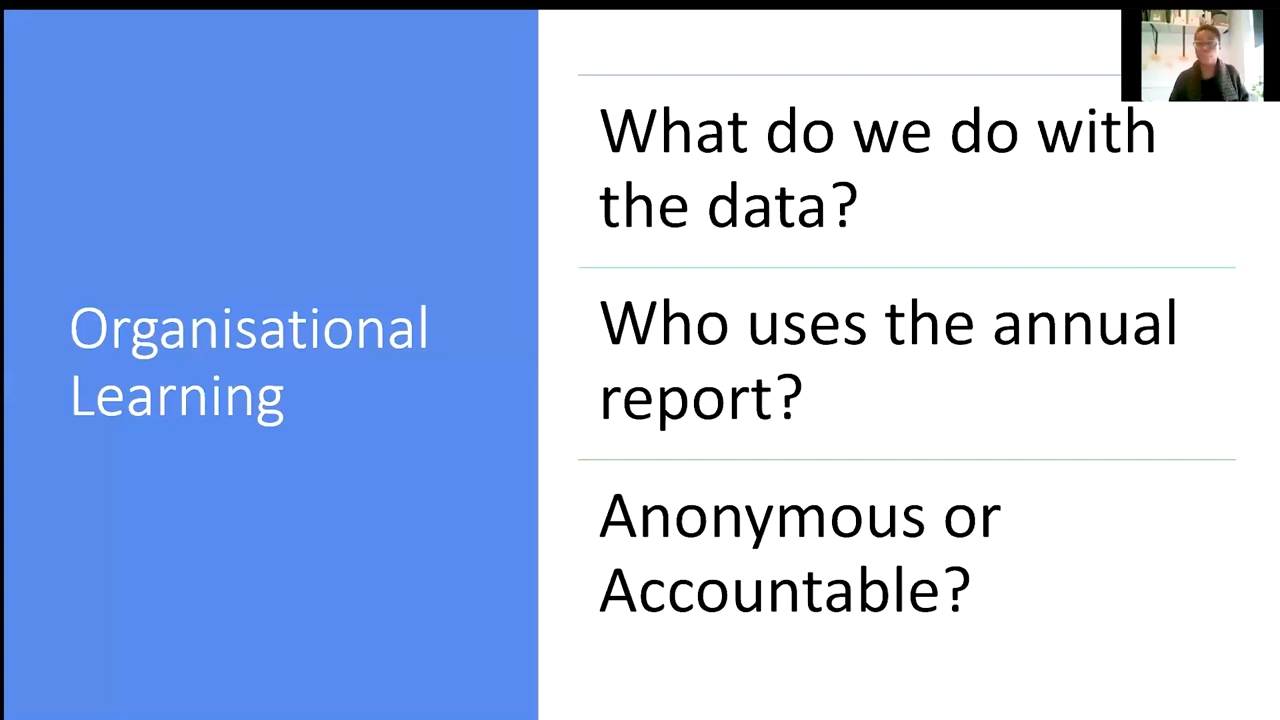 Organisational
Learning
What do we do with
the data?
Who uses the annual
report?
Anonymous or
Accountable?